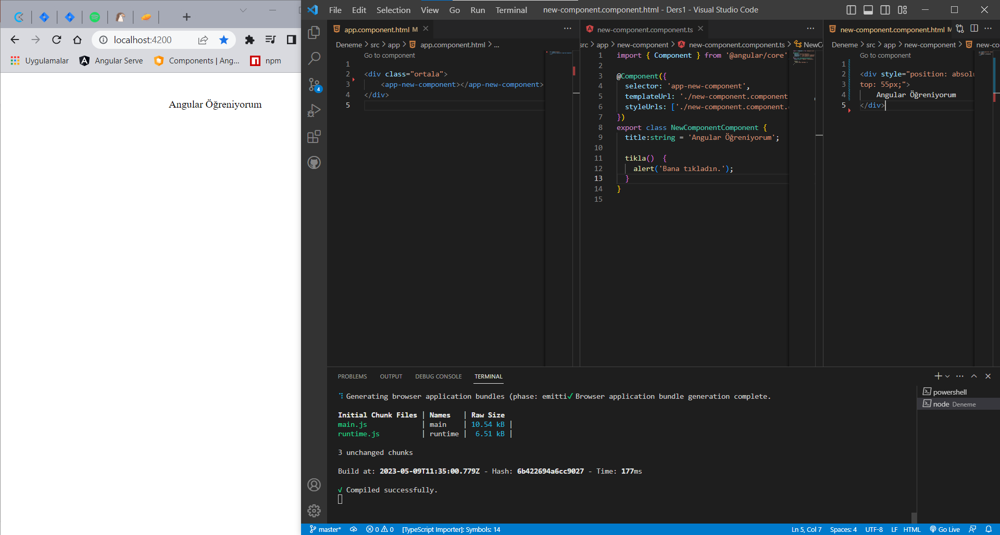 localhost:4200
Uygulamalar
Angular Serve
Components | Ang...
npm
Angular Öğreniyorum
File Edit Selection View Go Run Terminal
new-component.component.html - Ders1 - Visual Studio Code
4
app.component.html M
Deneme > src > app > app.component.html > ...
Go to component
1
2 <div class="ortala">
3 <app-new-component></app-new-component>
4 </div>
5
new-component.component.ts
src > app > new-component > new-component.component.ts > NewCo
1 import { Component } from '@angular/core'
2
3 @Component({
4 selector: 'app-new-component',
5 templateUrl: './new-component.component
6 styleUrls: ['./new-component.component.
7 })
8 export class NewComponentComponent {
9 title:string = 'Angular Öğreniyorum';
10
11 tikla() {
12 alert('Bana tıkladın.');
13 }
14 }
15
new-component.component.html M
Deneme > src > app > new-component > new-co
Go to component
1
2 <div style="position: absolu
3 top: 55px;">
4 Angular Öğreniyorum
5 </div>
PROBLEMS OUTPUT DEBUG CONSOLE TERMINAL
Generating browser application bundles (phase: emitti√ Browser application bundle generation complete.
Initial Chunk Files | Names | Raw Size
main.js | main | 10.54 kB |
runtime.js | runtime | 6.51 kB |
3 unchanged chunks
Build at: 2023-05-09T11:35:00.779Z - Hash: 6b422694a6cc9027 - Time: 177ms
√ Compiled successfully.
powershell
node Deneme
master* 0 0 [TypeScript Importer]: Symbols: 14
Ln 5, Col 7 Spaces: 4 UTF-8 LF HTML Go Live